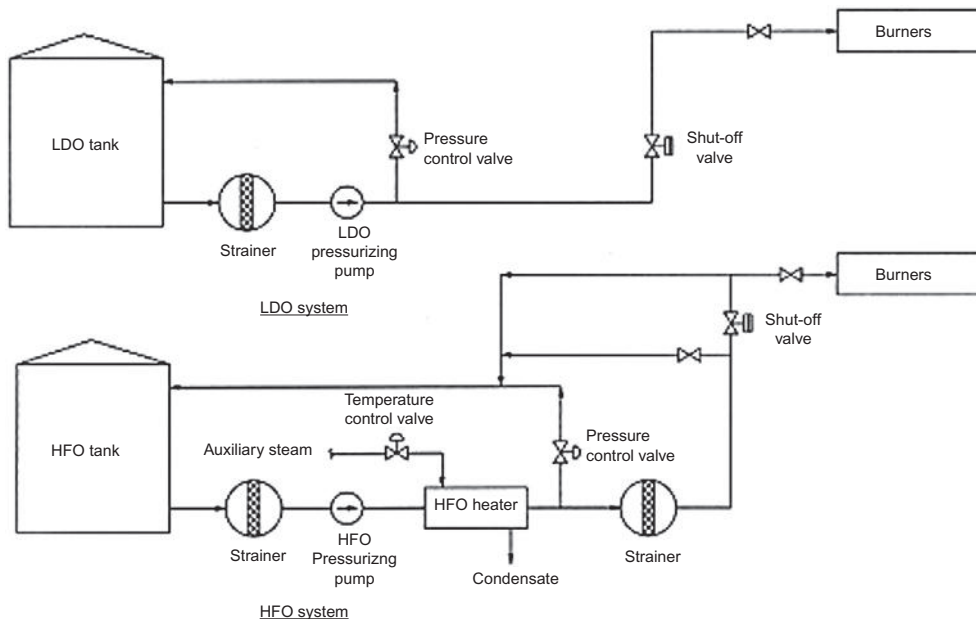 Burners
LDO tank
Pressure
control valve
Shut-off
valve
Strainer
LDO
pressurizing
pump
LDO system
Burners
Shut-off
valve
HFO tank
Temperature
control valve
Auxiliary steam
Pressure
control valve
HFO heater
Strainer
HFO
Pressurizng
pump
Condensate
Strainer
HFO system